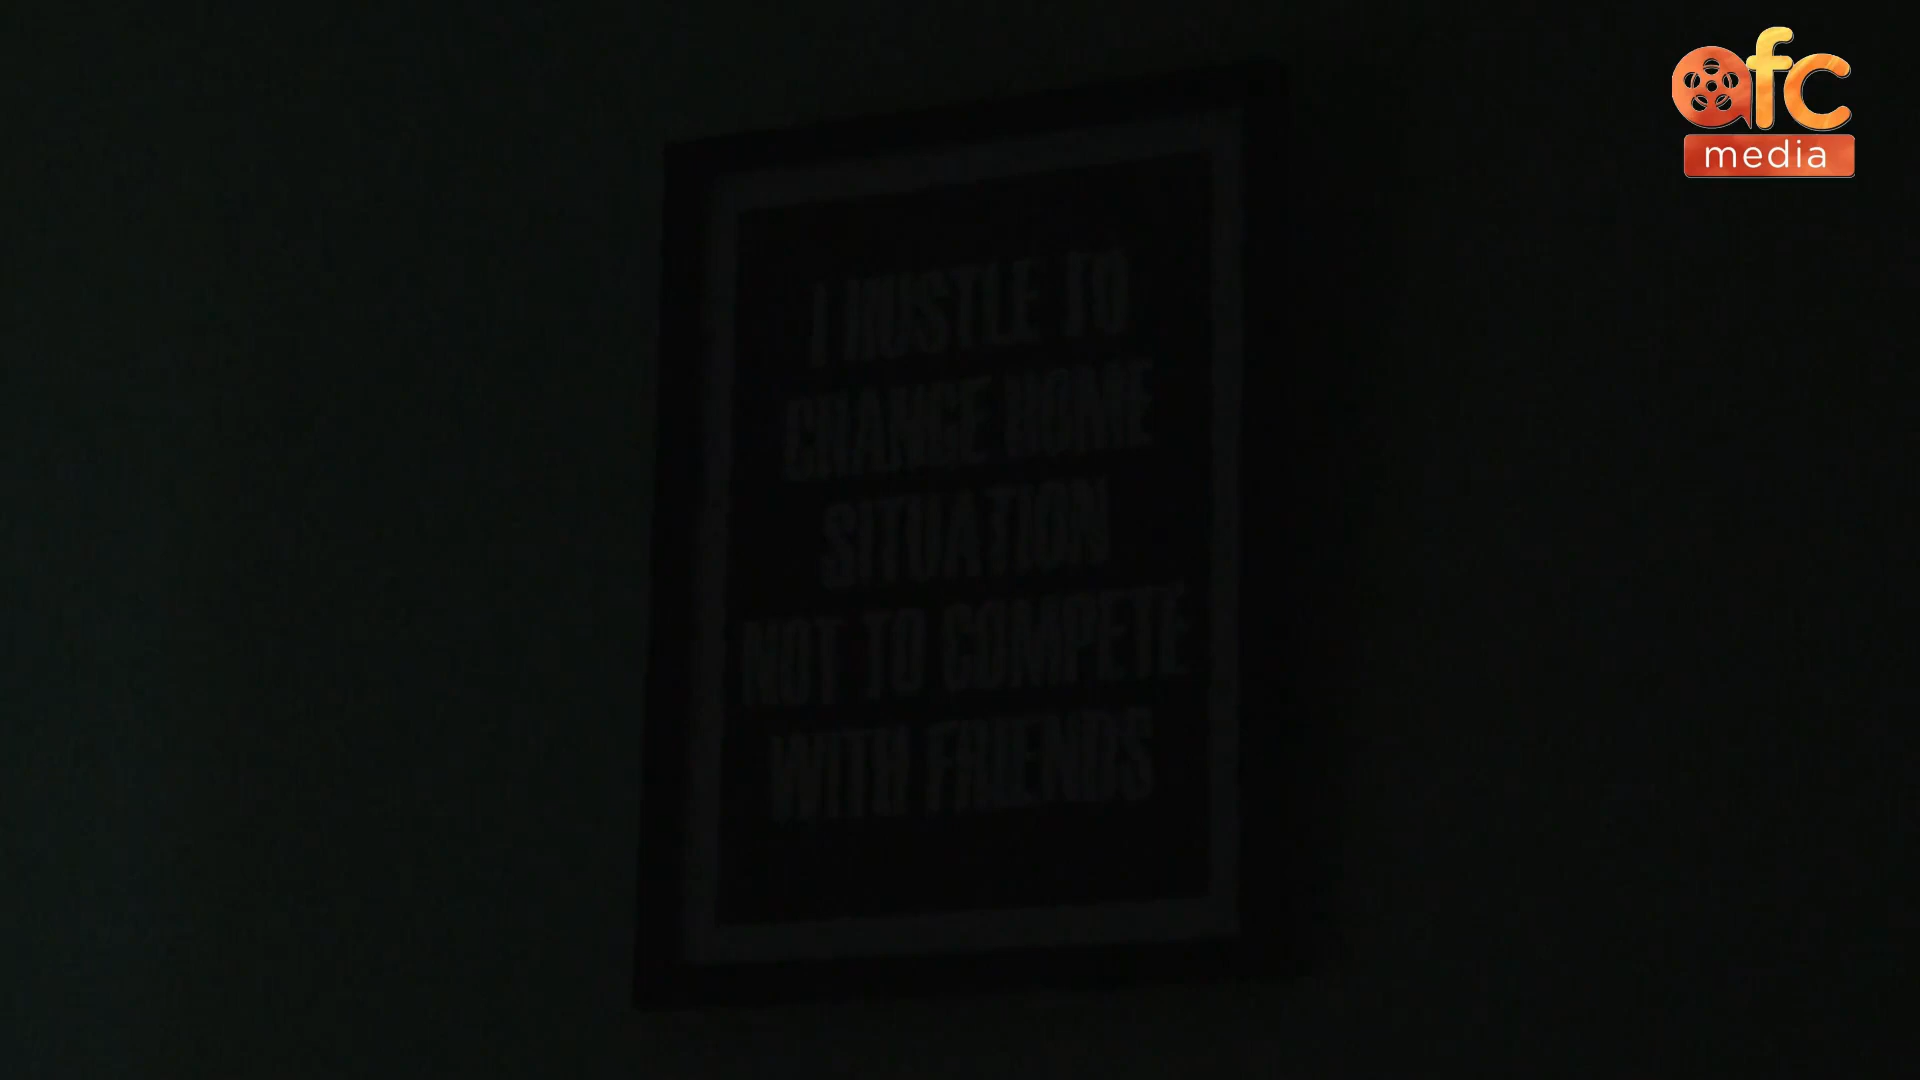 afc
media
I HUSTLE TO
CHANGE HOME
SITUATION
NOT TO COMPETE
WITH FRIENDS